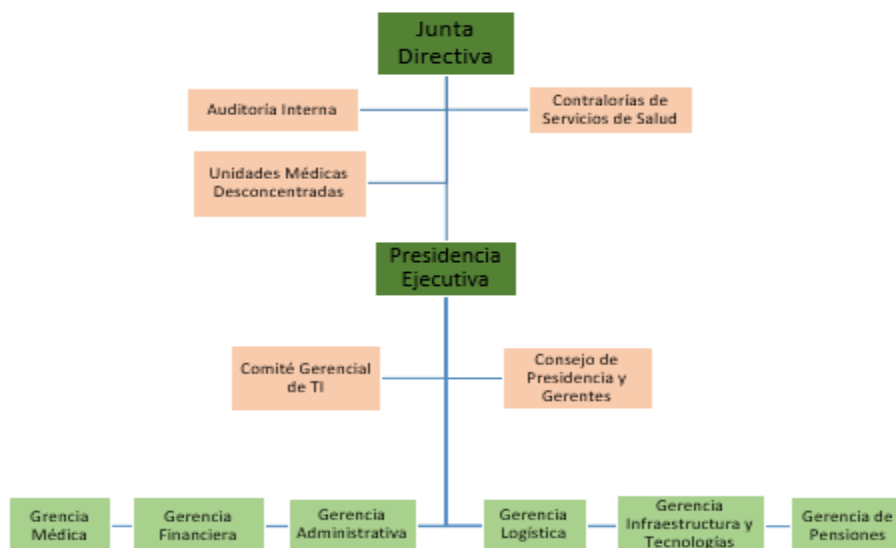 Junta
Directiva
Auditoría Interna
Contralorías de
Servicios de Salud
Unidades Médicas
Desconcentradas
Presidencia
Ejecutiva
Comité Gerencial
de TI
Consejo de
Presidencia y
Gerentes
Grencia
Médica
Gerencia
Financiera
Gerencia
Administrativa
Gerencia
Logística
Gerencia
Infraestructura y
Tecnologías
Gerencia de
Pensiones